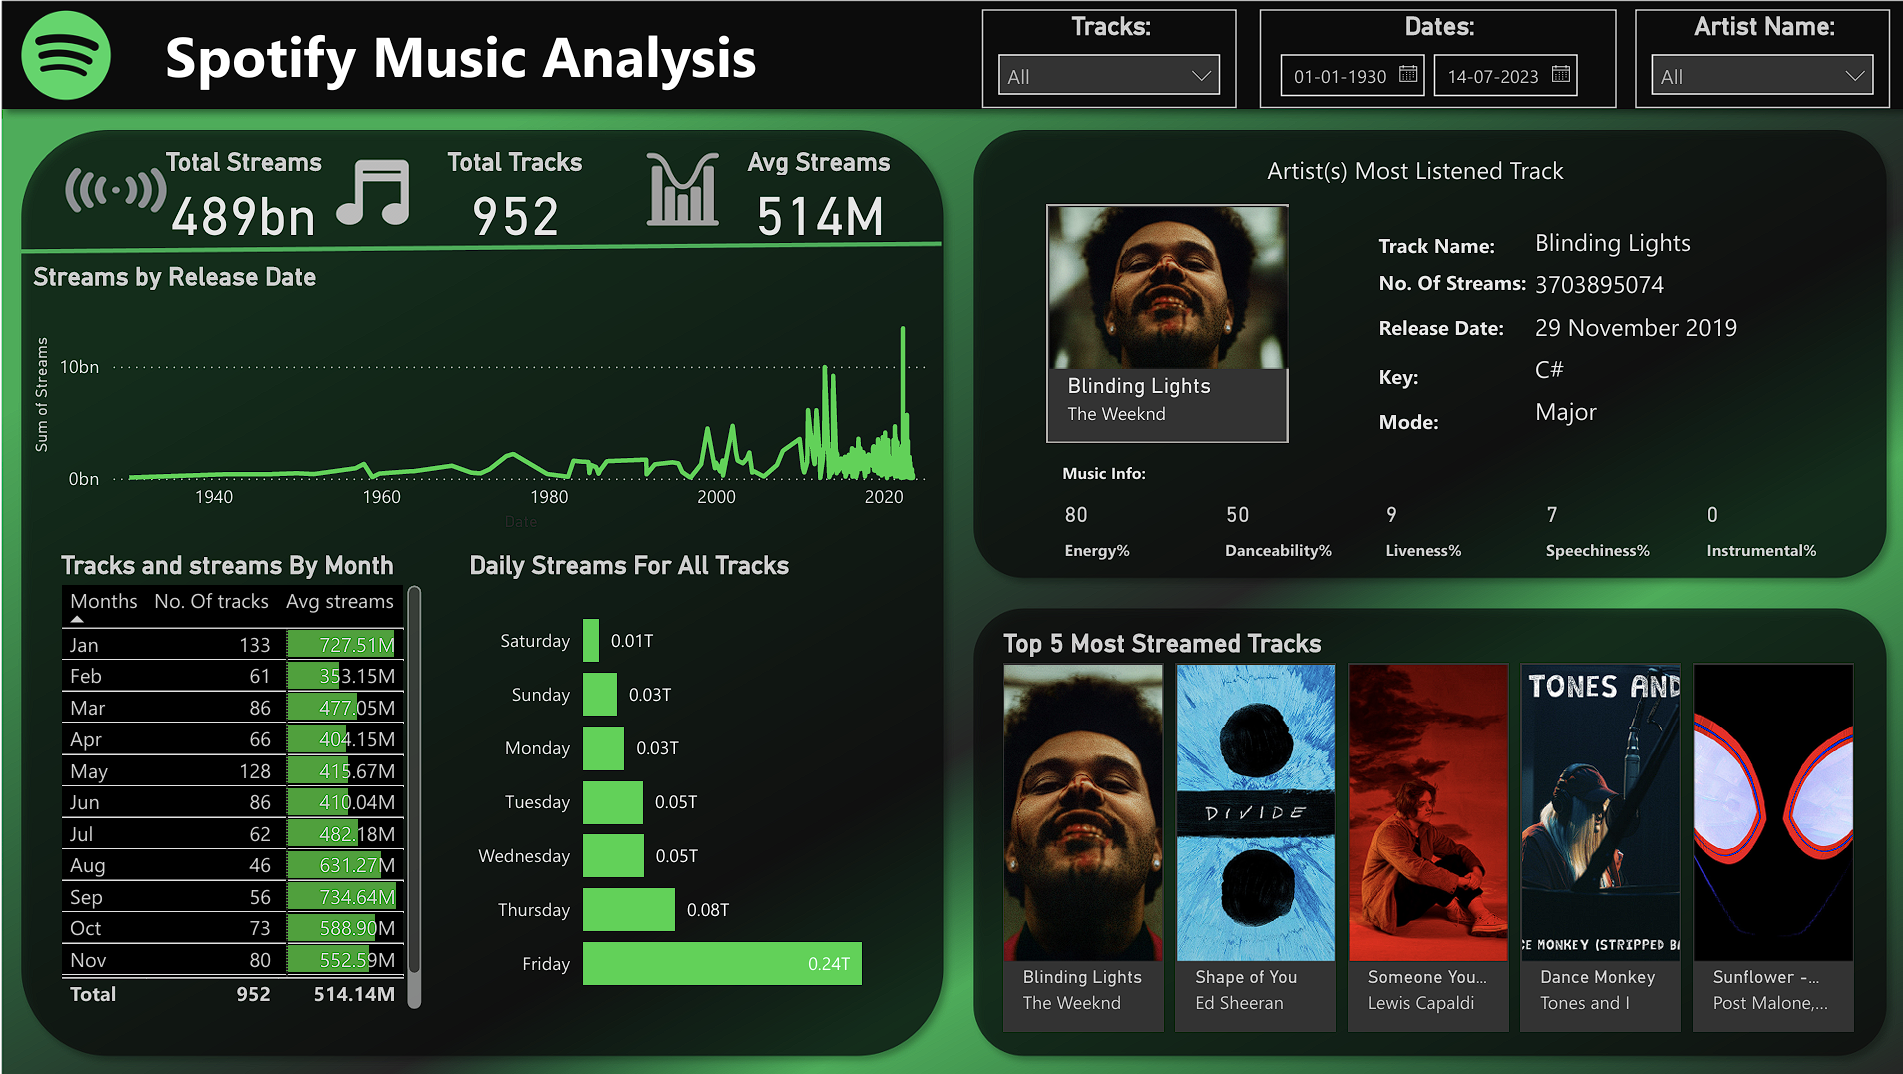 Spotify Music Analysis
Tracks:
All
Dates:
01-01-1930
14-07-2023
Artist Name:
All
Total Streams
489bn
Total Tracks
952
Avg Streams
514M
Streams by Release Date
Sum of Streams
10bn
0bn
1940 1960 1980 2000 2020
Date
Tracks and streams By Month
Months No. Of tracks Avg streams
Jan 133 727.51M
Feb 61 353.15M
Mar 86 477.05M
Apr 66 404.15M
May 128 415.67M
Jun 86 410.04M
Jul 62 482.18M
Aug 46 631.27M
Sep 56 734.64M
Oct 73 588.90M
Nov 80 552.59M
Total 952 514.14M
Daily Streams For All Tracks
Saturday 0.01T
Sunday 0.03T
Monday 0.03T
Tuesday 0.05T
Wednesday 0.05T
Thursday 0.08T
Friday 0.24T
Artist(s) Most Listened Track
Blinding Lights
The Weeknd
Track Name: Blinding Lights
No. Of Streams: 3703895074
Release Date: 29 November 2019
Key: C#
Mode: Major
Music Info:
80 50 9 7 0
Energy% Danceability% Liveness% Speechiness% Instrumental%
Top 5 Most Streamed Tracks
DIVIDE
TONES AND
CE MONKEY (STRIPPED BA
Blinding Lights
The Weeknd
Shape of You
Ed Sheeran
Someone You...
Lewis Capaldi
Dance Monkey
Tones and I
Sunflower -...
Post Malone,...